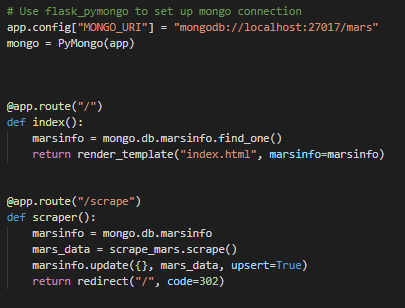 # Use flask_pymongo to set up mongo connection
app.config["MONGO_URI"] = "mongodb://localhost:27017/mars"
mongo = PyMongo(app)
@app.route("/")
def index():
    marsinfo = mongo.db.marsinfo.find_one()
    return render_template("index.html", marsinfo=marsinfo)
@app.route("/scrape")
def scraper():
    marsinfo = mongo.db.marsinfo
    mars_data = scrape_mars.scrape()
    marsinfo.update({}, mars_data, upsert=True)
    return redirect("/", code=302)